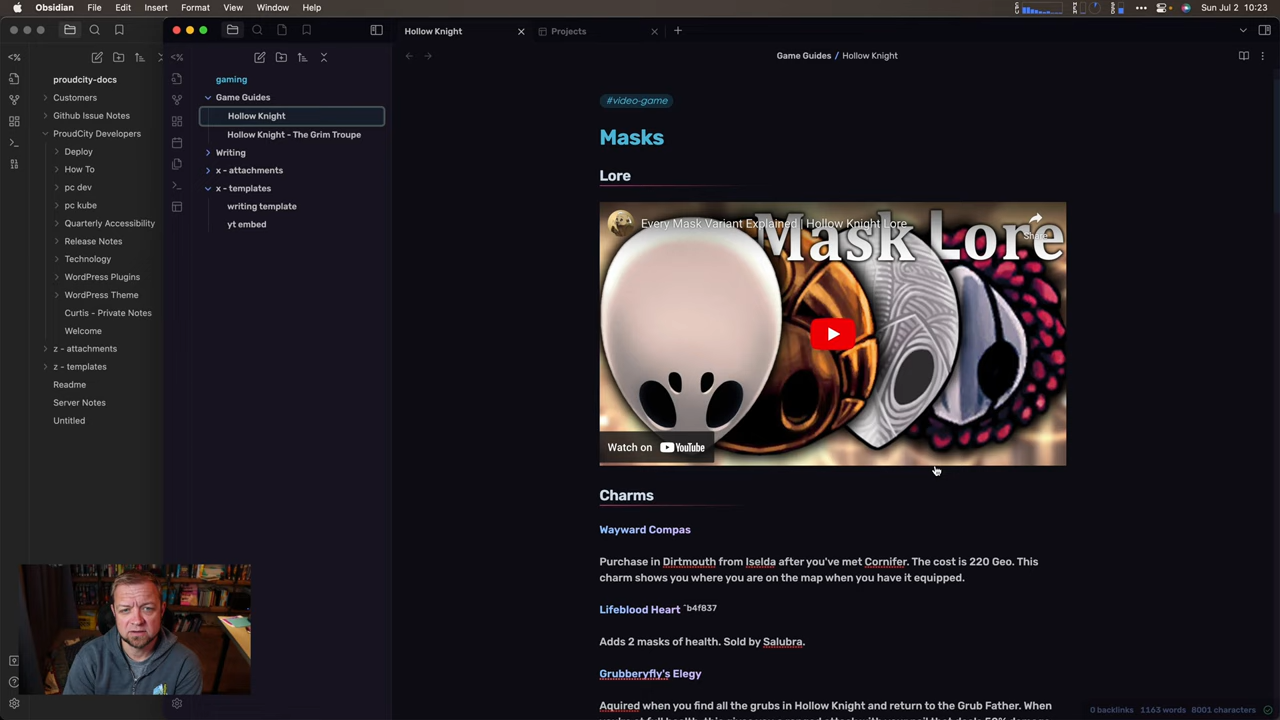 Obsidian File Edit Insert Format View Window Help
Sun Jul 2 10:23
Hollow Knight
Projects
Game Guides / Hollow Knight
proudcity-docs
Customers
Github Issue Notes
ProudCity Developers
Deploy
How To
pc dev
pc kube
Quarterly Accessibility
Release Notes
Technology
WordPress Plugins
WordPress Theme
Curtis - Private Notes
Welcome
z - attachments
z - templates
Readme
Server Notes
Untitled
gaming
Game Guides
Hollow Knight
Hollow Knight - The Grim Troupe
Writing
x - attachments
x - templates
writing template
yt embed
#video-game
Masks
Lore
Every Mask Variant Explained | Hollow Knight Lore
Mask Lore
Share
Watch on YouTube
Charms
Wayward Compas
Purchase in Dirtmouth from Iselda after you've met Cornifer. The cost is 220 Geo. This
charm shows you where you are on the map when you have it equipped.
Lifeblood Heart ^b4f837
Adds 2 masks of health. Sold by Salubra.
Grubberyfly's Elegy
Aquired when you find all the grubs in Hollow Knight and return to the Grub Father. When
0 backlinks 1163 words 8001 characters